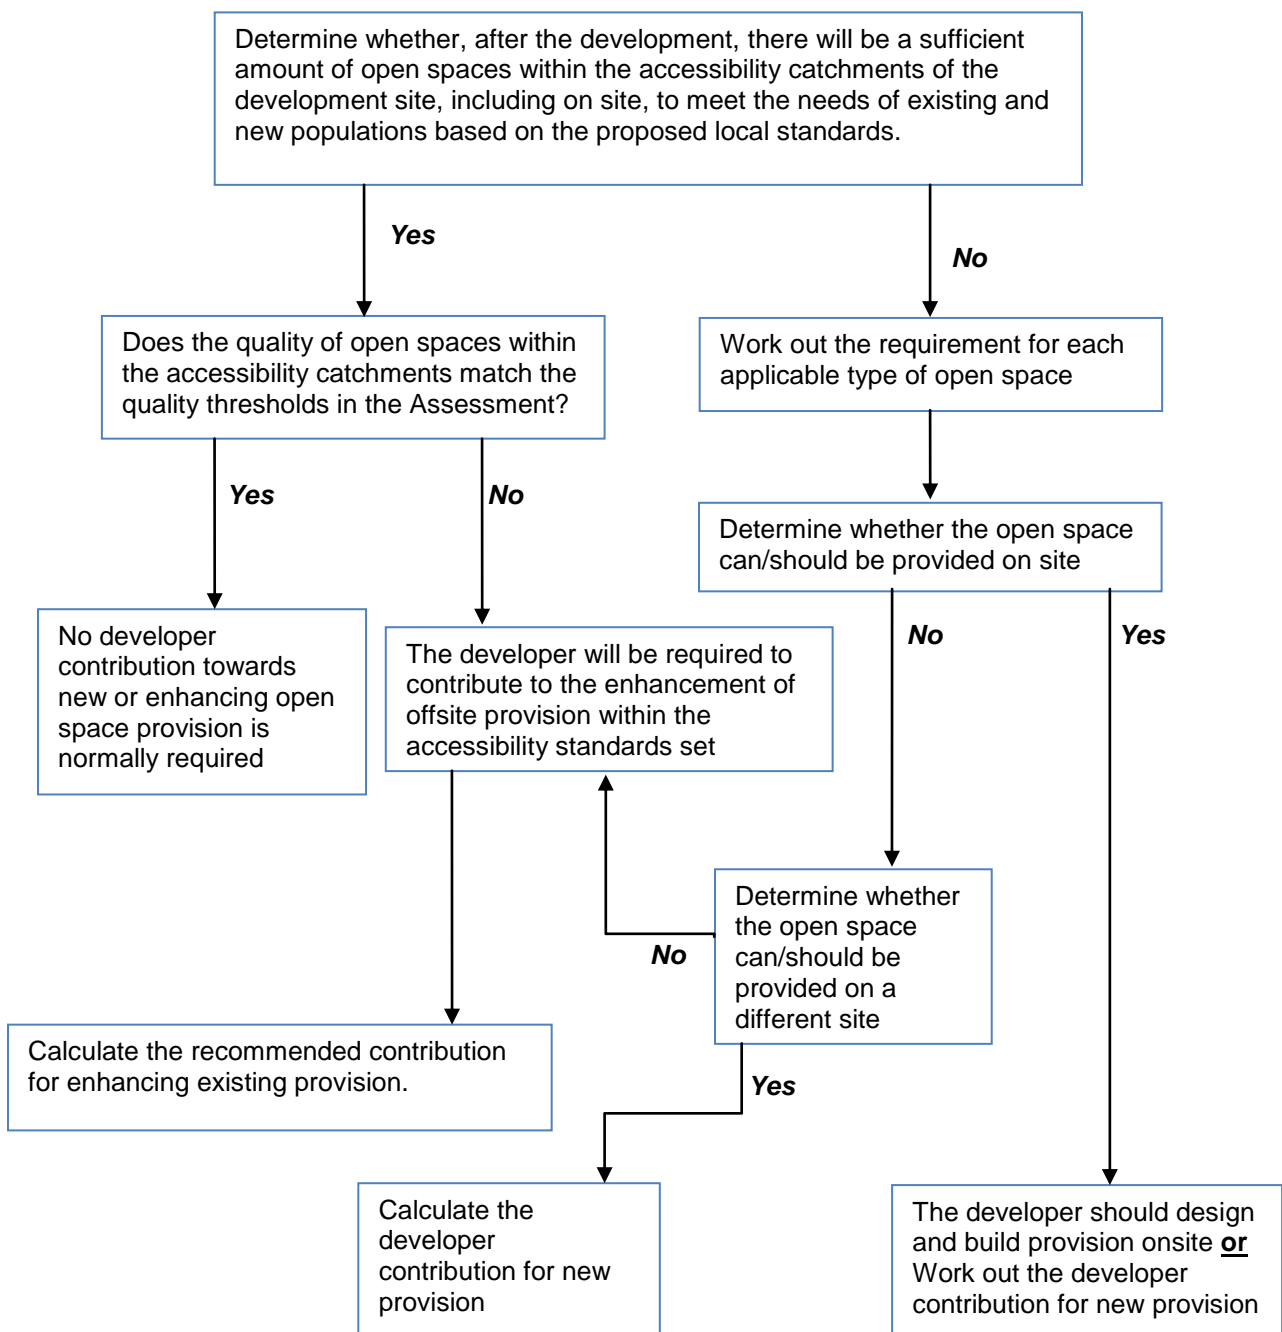 Determine whether, after the development, there will be a sufficient
amount of open spaces within the accessibility catchments of the
development site, including on site, to meet the needs of existing and
new populations based on the proposed local standards.
Yes
No
Does the quality of open spaces within
the accessibility catchments match the
quality thresholds in the Assessment?
Work out the requirement for each
applicable type of open space
Yes
No
Determine whether the open space
can/should be provided on site
No developer
contribution towards
new or enhancing open
space provision is
normally required
The developer will be required to
contribute to the enhancement of
offsite provision within the
accessibility standards set
No
Yes
Determine whether
the open space
can/should be
provided on a
different site
No
Calculate the recommended contribution
for enhancing existing provision.
Yes
Calculate the
developer
contribution for new
provision
The developer should design
and build provision onsite or
Work out the developer
contribution for new provision